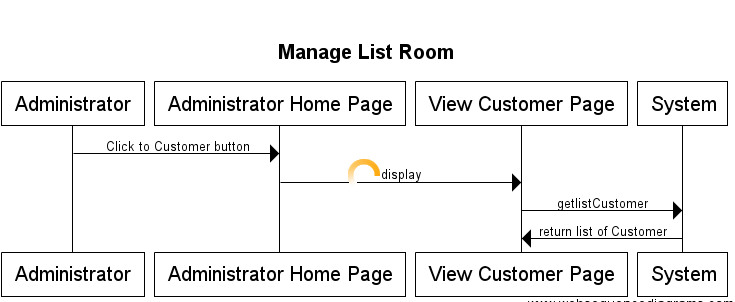 Manage List Room
Administrator Administrator Home Page View Customer Page System
Click to Customer button
display
getlistCustomer
return list of Customer
Administrator Administrator Home Page View Customer Page System